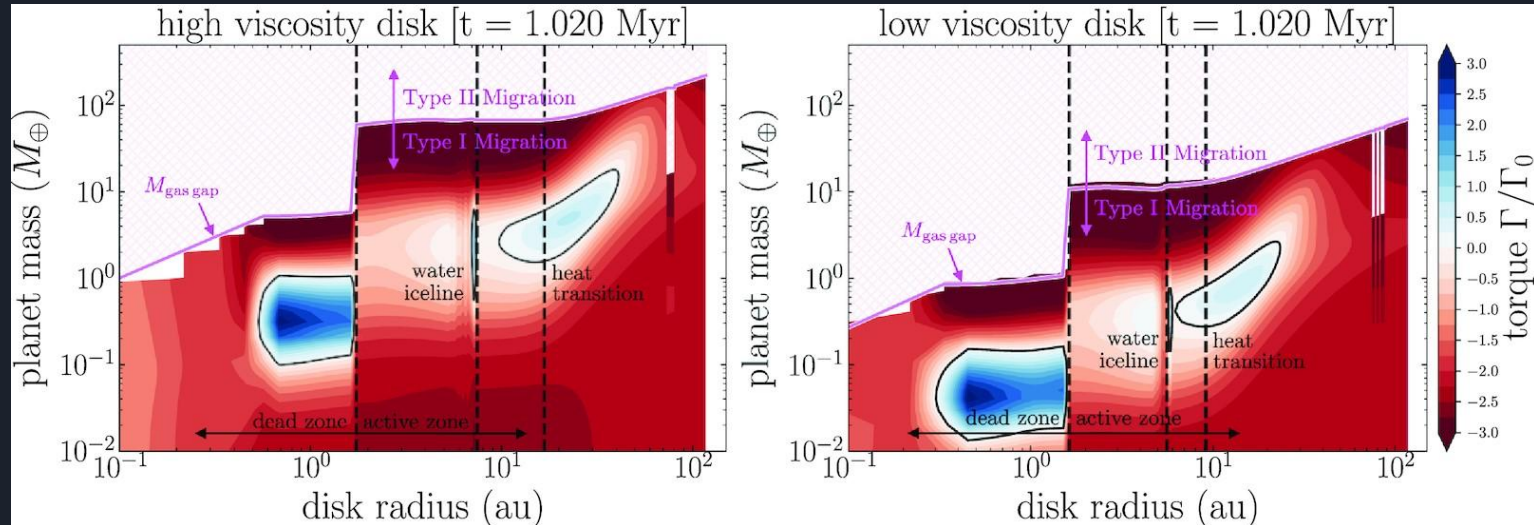 high viscosity disk [t = 1.020 Myr]
planet mass (M⊕)
10²
10¹
10⁰
10⁻¹
10⁻²
Type II Migration
Type I Migration
M gas gap
water
iceline
heat
transition
dead zone
active zone
10⁻¹
10⁰
10¹
10²
disk radius (au)
low viscosity disk [t = 1.020 Myr]
planet mass (M⊕)
10²
10¹
10⁰
10⁻¹
10⁻²
Type II Migration
Type I Migration
M gas gap
water
iceline
heat
transition
dead zone
active zone
10⁻¹
10⁰
10¹
10²
disk radius (au)
3.0
2.5
2.0
1.5
1.0
0.5
0.0
−0.5
−1.0
−1.5
−2.0
−2.5
−3.0
torque Γ/Γ₀